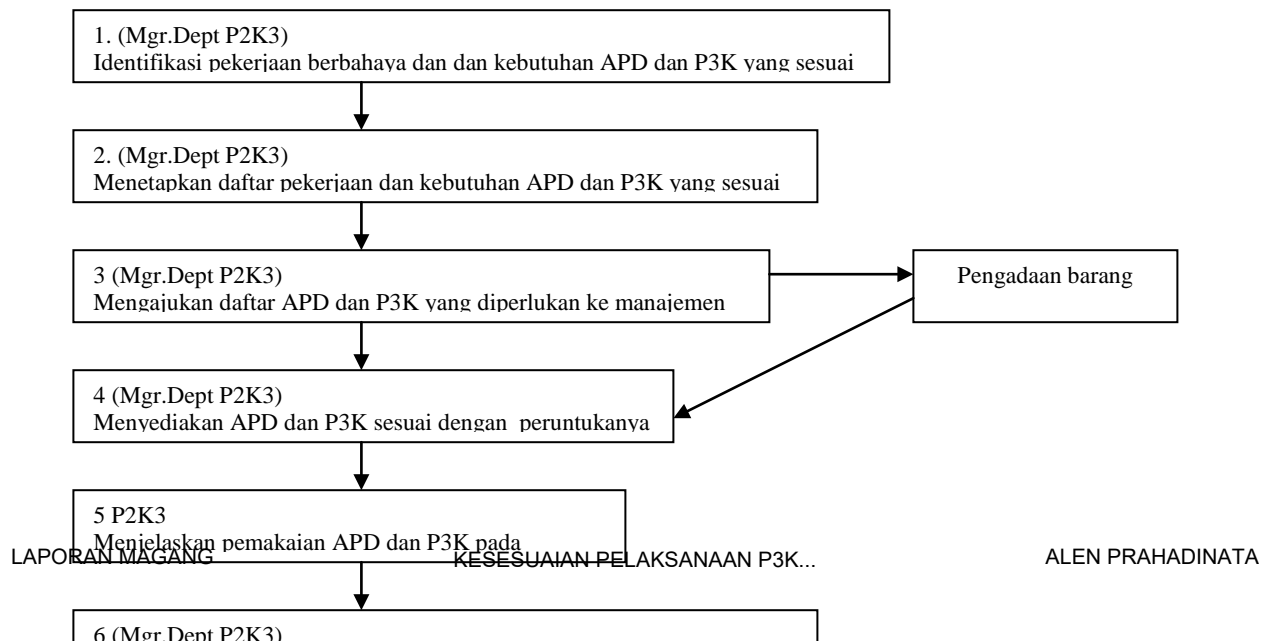 1. (Mgr.Dept P2K3)
Identifikasi pekerjaan berbahaya dan dan kebutuhan APD dan P3K yang sesuai
2. (Mgr.Dept P2K3)
Menetapkan daftar pekerjaan dan kebutuhan APD dan P3K yang sesuai
3 (Mgr.Dept P2K3)
Mengajukan daftar APD dan P3K yang diperlukan ke manajemen
Pengadaan barang
4 (Mgr.Dept P2K3)
Menyediakan APD dan P3K sesuai dengan  peruntukanya
5 P2K3
Menjelaskan pemakaian APD dan P3K pada
LAPORAN MAGANG
KESESUAIAN PELAKSANAAN P3K...
ALEN PRAHADINATA
6 (Mgr.Dept P2K3)